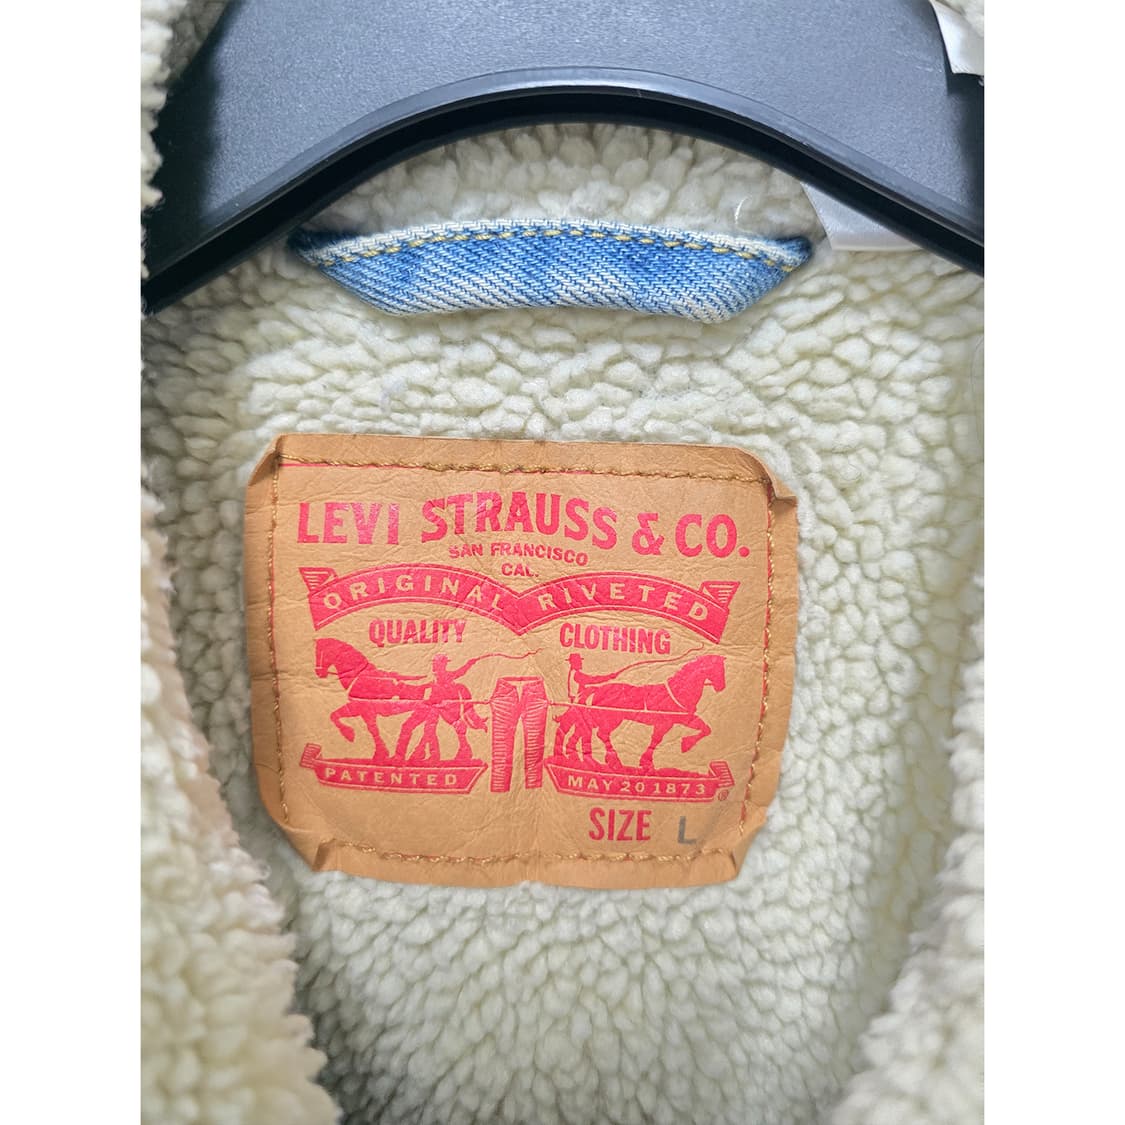 LEVI STRAUSS & CO.
SAN FRANCISCO
CAL.
ORIGINAL RIVETED
QUALITY CLOTHING
PATENTED MAY 20 1873 ®
SIZE L